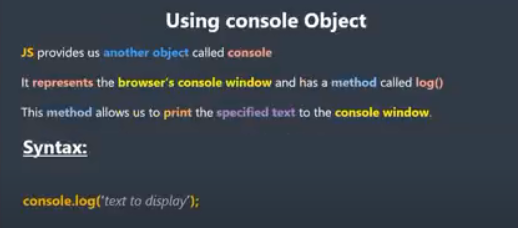 Using console Object
JS provides us another object called console
It represents the browser's console window and has a method called log()
This method allows us to print the specified text to the console window.
Syntax:
console.log('text to display');